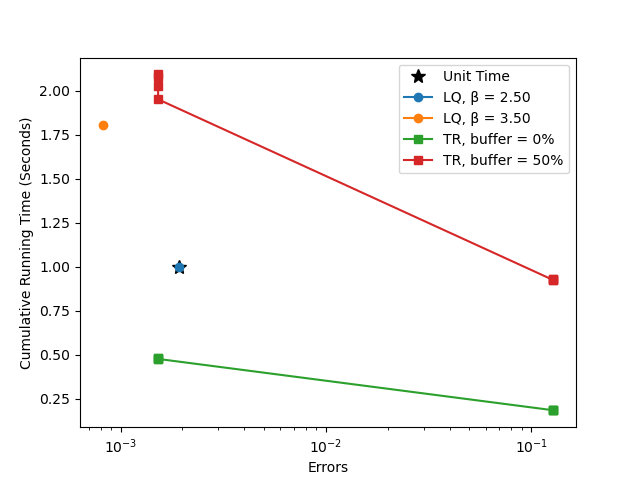 2.00
1.75
1.50
1.25
1.00
0.75
0.50
0.25
Cumulative Running Time (Seconds)
Unit Time
LQ, β = 2.50
LQ, β = 3.50
TR, buffer = 0%
TR, buffer = 50%
10⁻³ 10⁻² 10⁻¹
Errors